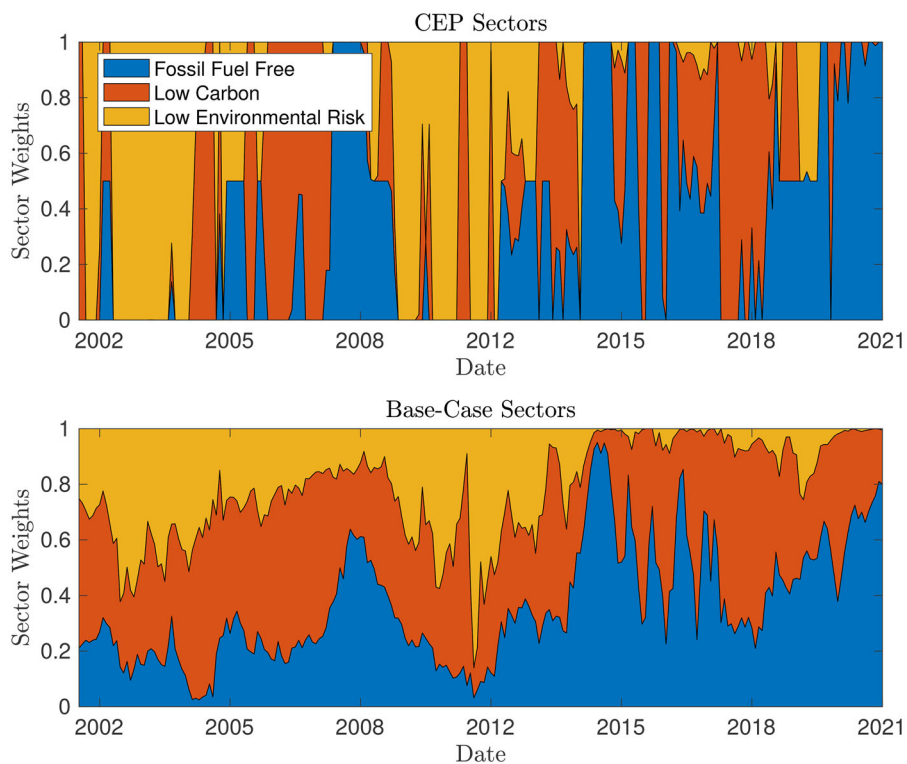 CEP Sectors
1
0.8
0.6
0.4
0.2
0
Sector Weights
Fossil Fuel Free
Low Carbon
Low Environmental Risk
2002 2005 2008 2012 2015 2018 2021
Date
Base-Case Sectors
1
0.8
0.6
0.4
0.2
0
Sector Weights
2002 2005 2008 2012 2015 2018 2021
Date